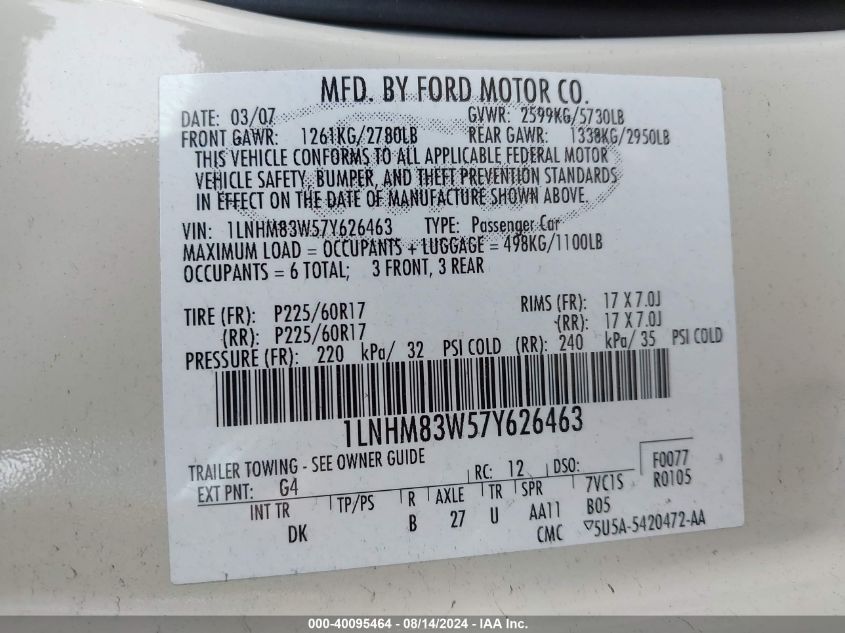 MFD. BY FORD MOTOR CO.
DATE: 03/07 GVWR: 2599KG/5730LB
FRONT GAWR: 1261KG/2780LB REAR GAWR: 1338KG/2950LB
THIS VEHICLE CONFORMS TO ALL APPLICABLE FEDERAL MOTOR
VEHICLE SAFETY, BUMPER, AND THEFT PREVENTION STANDARDS
IN EFFECT ON THE DATE OF MANUFACTURE SHOWN ABOVE.
VIN: 1LNHM83W57Y626463 TYPE: Passenger Car
MAXIMUM LOAD = OCCUPANTS + LUGGAGE = 498KG/1100LB
OCCUPANTS = 6 TOTAL; 3 FRONT, 3 REAR
TIRE (FR): P225/60R17 RIMS (FR): 17 X 7.0J
(RR): P225/60R17 (RR): 17 X 7.0J
PRESSURE (FR): 220 kPa/ 32 PSI COLD (RR): 240 kPa/ 35 PSI COLD
1LNHM83W57Y626463
TRAILER TOWING - SEE OWNER GUIDE
EXT PNT: G4 RC: 12 DSO: F0077
INT TR TP/PS R AXLE TR SPR 7VC1S R0105
DK B 27 U AA11 B05
CMC ▽5U5A-5420472-AA
000-40095464 - 08/14/2024 - IAA Inc.